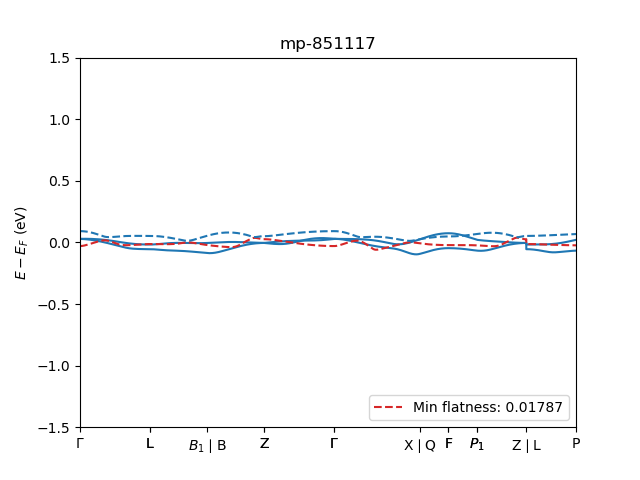 mp-851117
1.5
1.0
0.5
0.0
−0.5
−1.0
−1.5
E − E_F (eV)
Min flatness: 0.01787
Γ L B₁ | B Z Γ X | Q F P₁ Z | L P